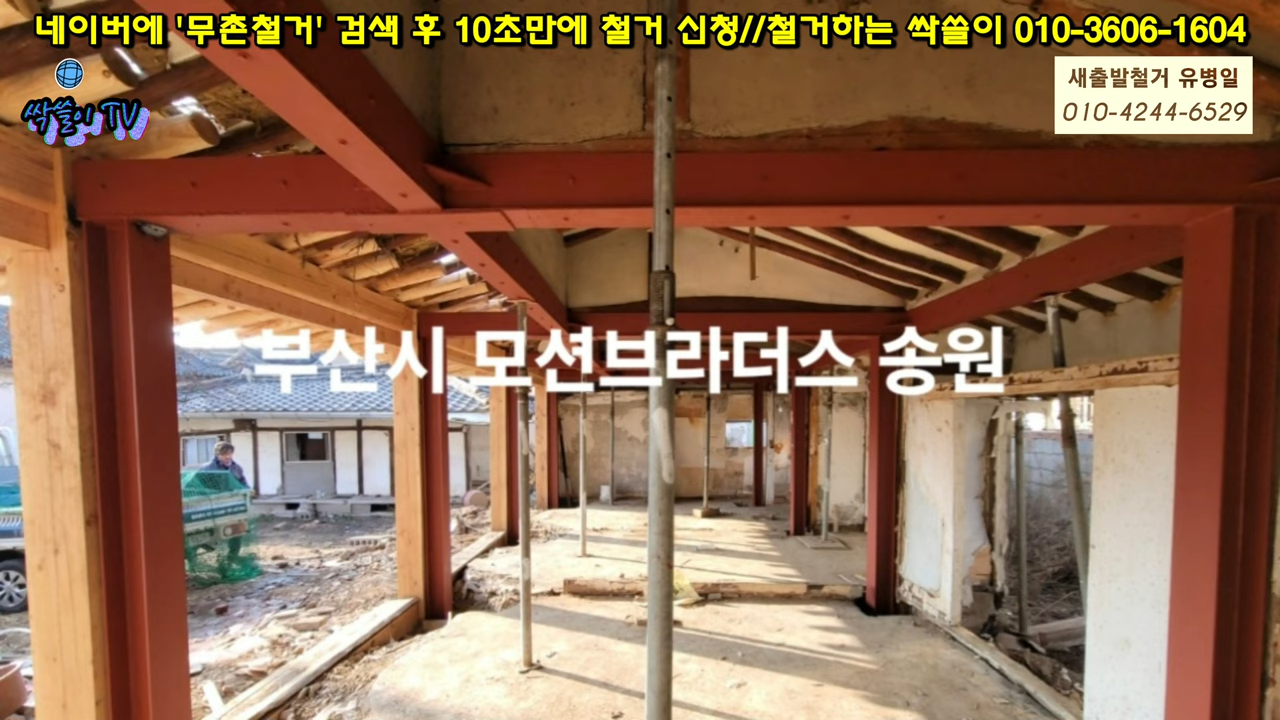 네이버에 '무촌철거' 검색 후 10초만에 철거 신청//철거하는 싹쓸이 010-3606-1604
싹쓸이 TV
새출발철거 유병일
010-4244-6529
부산시 모션브라더스 송원